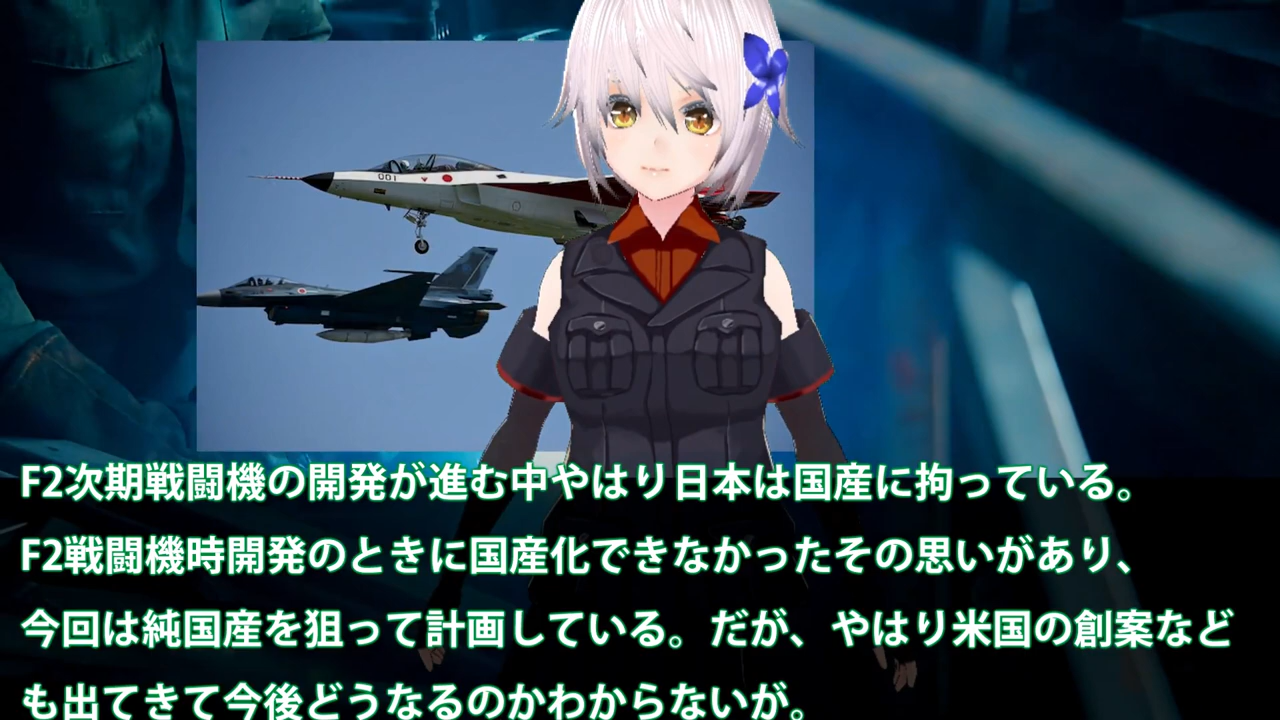 001
F2次期戦闘機の開発が進む中やはり日本は国産に拘っている。
F2戦闘機時開発のときに国産化できなかったその思いがあり、
今回は純国産を狙って計画している。だが、やはり米国の創案など
も出てきて今後どうなるのかわからないが。